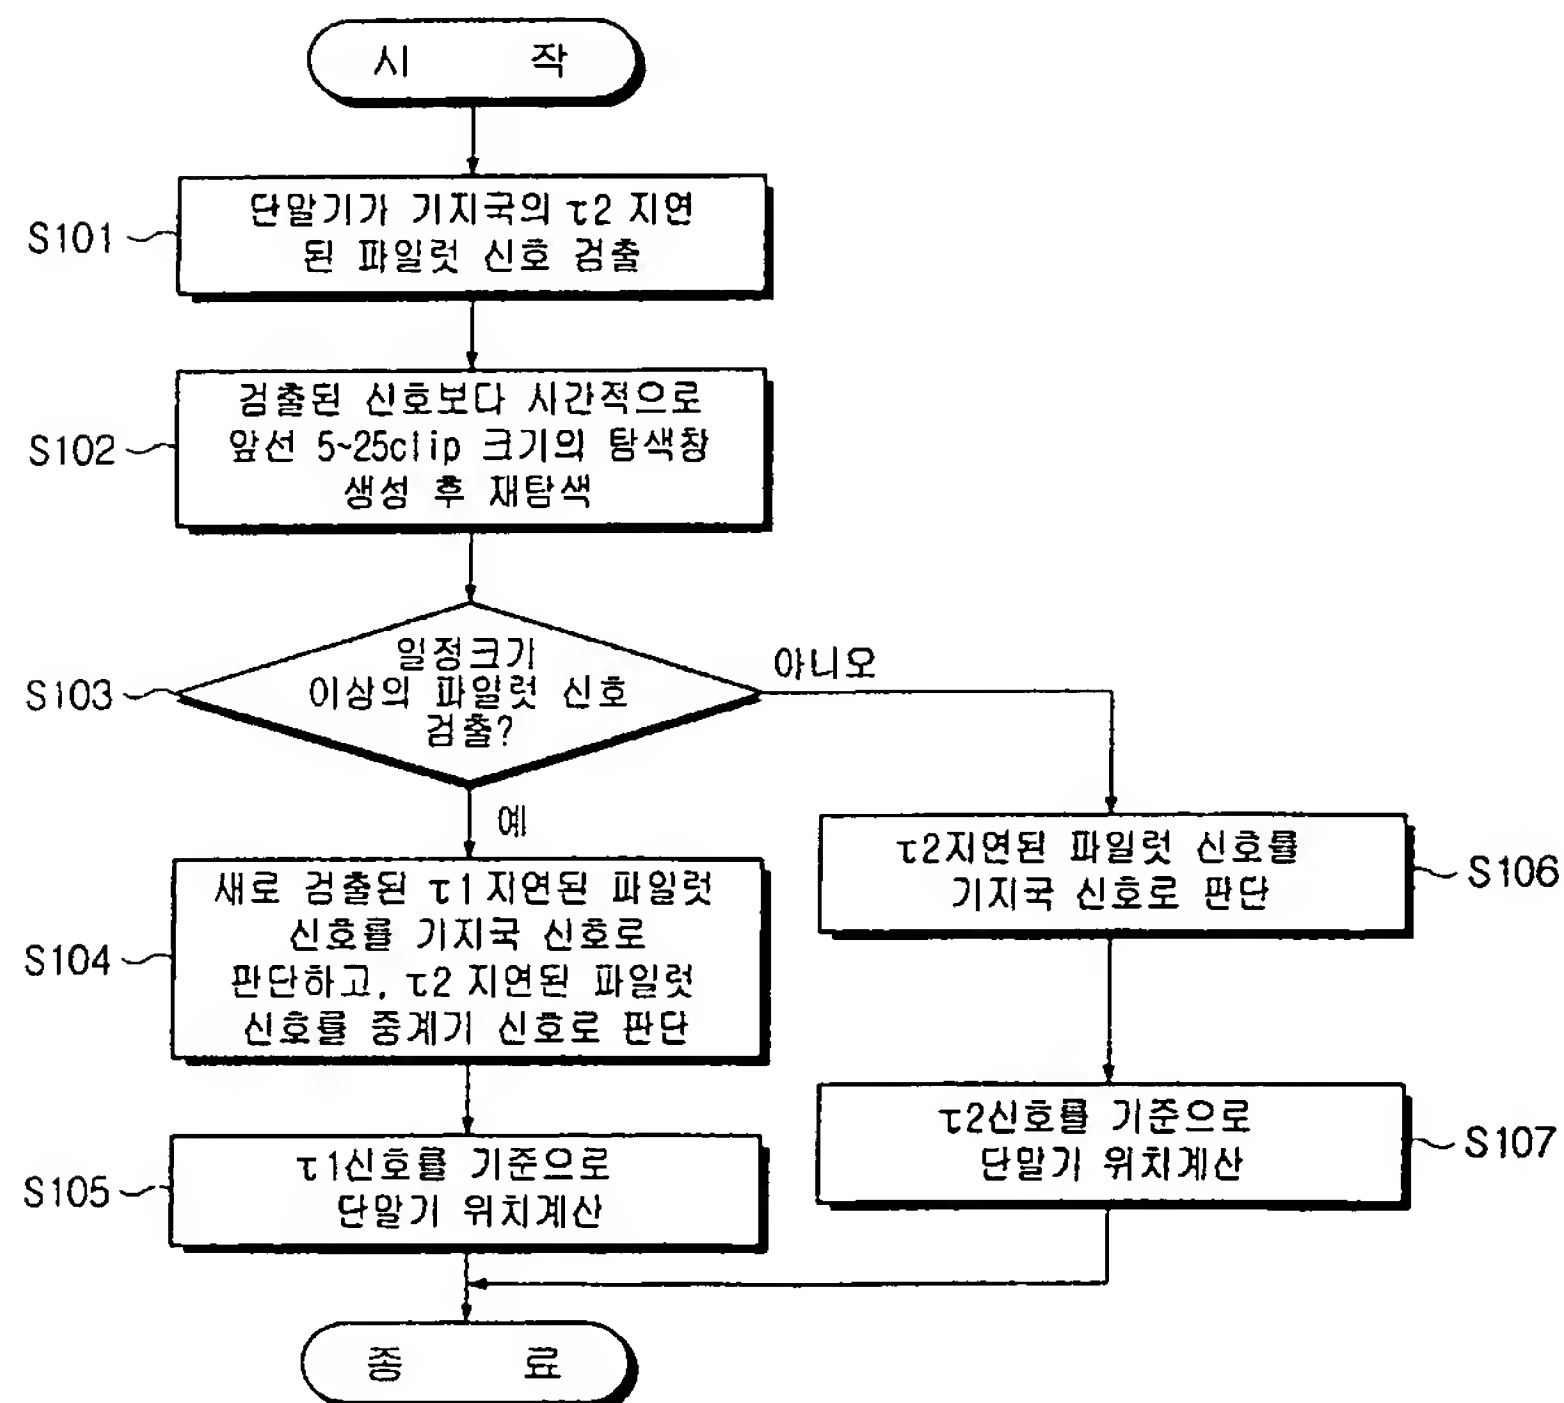 시 작
S101
단말기가 기지국의 τ2 지연
된 파일럿 신호 검출
S102
검출된 신호보다 시간적으로
앞선 5~25clip 크기의 탐색창
생성 후 재탐색
S103
일정크기
이상의 파일럿 신호
검출?
아니오
예
S104
새로 검출된 τ1 지연된 파일럿
신호를 기지국 신호로
판단하고, τ2 지연된 파일럿
신호를 중계기 신호로 판단
τ2지연된 파일럿 신호를
기지국 신호로 판단
S106
S105
τ1신호를 기준으로
단말기 위치계산
τ2신호를 기준으로
단말기 위치계산
S107
종 료